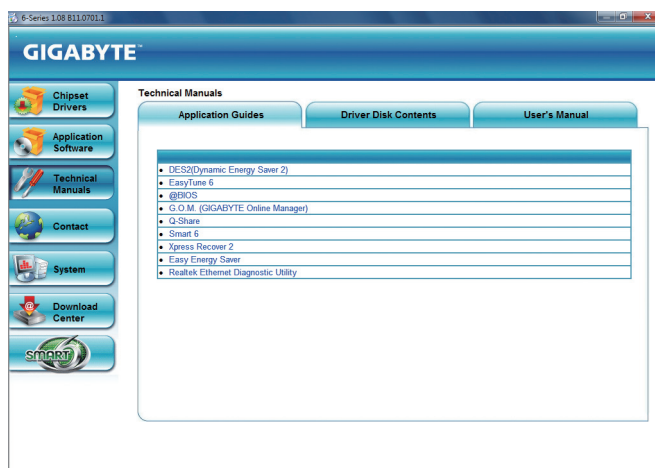 6-Series 1.08 B11.0701.1
GIGABYTE™
Chipset
Drivers
Application
Software
Technical
Manuals
Contact
System
Download
Center
SMART 6
Technical Manuals
Application Guides
Driver Disk Contents
User's Manual
• DES2(Dynamic Energy Saver 2)
• EasyTune 6
• @BIOS
• G.O.M. (GIGABYTE Online Manager)
• Q-Share
• Smart 6
• Xpress Recover 2
• Easy Energy Saver
• Realtek Ethernet Diagnostic Utility